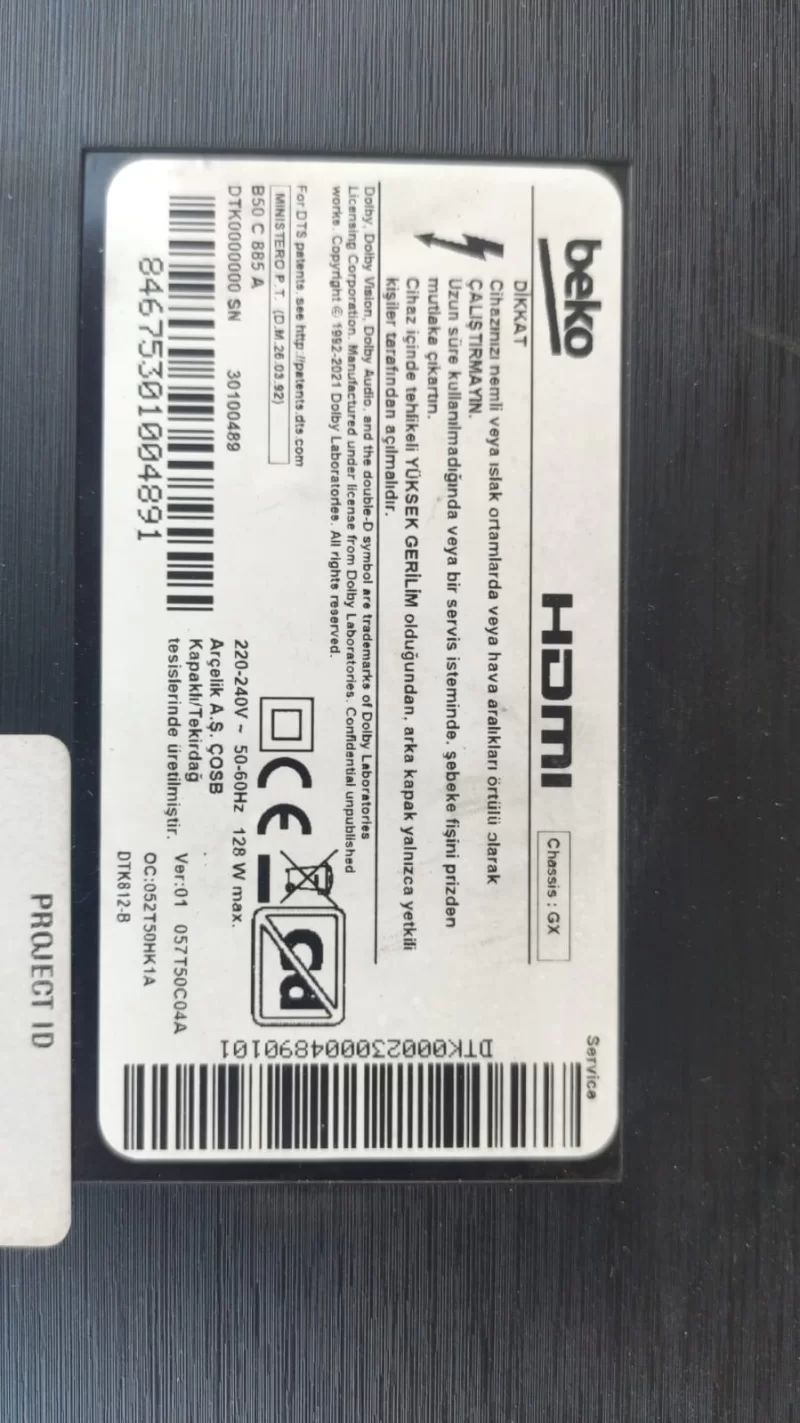 beko
HDMI
Chassis : GX
Service
DİKKAT
Cihazınızı nemli veya ıslak ortamlarda veya hava aralıkları örtülü olarak
ÇALIŞTIRMAYIN.
Uzun süre kullanılmadığında veya bir servis isteminde, şebeke fişini prizden
mutlaka çıkartın.
Cihaz içinde tehlikeli YÜKSEK GERİLİM olduğundan, arka kapak yalnızca yetkili
kişiler tarafından açılmalıdır.
Dolby, Dolby Vision, Dolby Audio, and the double-D symbol are trademarks of Dolby Laboratories
Licensing Corporation. Manufactured under license from Dolby Laboratories. Confidential unpublished
works. Copyright © 1992-2021 Dolby Laboratories. All rights reserved.
For DTS patents, see http://patents.dts.com
MINISTERO P.T. (D.M.26.03.92)
B50 C 885 A
DTK0000000 SN 30100489
84675301004891
CE
Cd
220-240V ~ 50-60Hz 128 W max.
Arçelik A.Ş. ÇOSB
Kapaklı/Tekirdağ
tesislerinde üretilmiştir.
Ver:01 057T50C04A
OC:052T50HK1A
DTK812-B
DTK0002300004890101
PROJECT ID